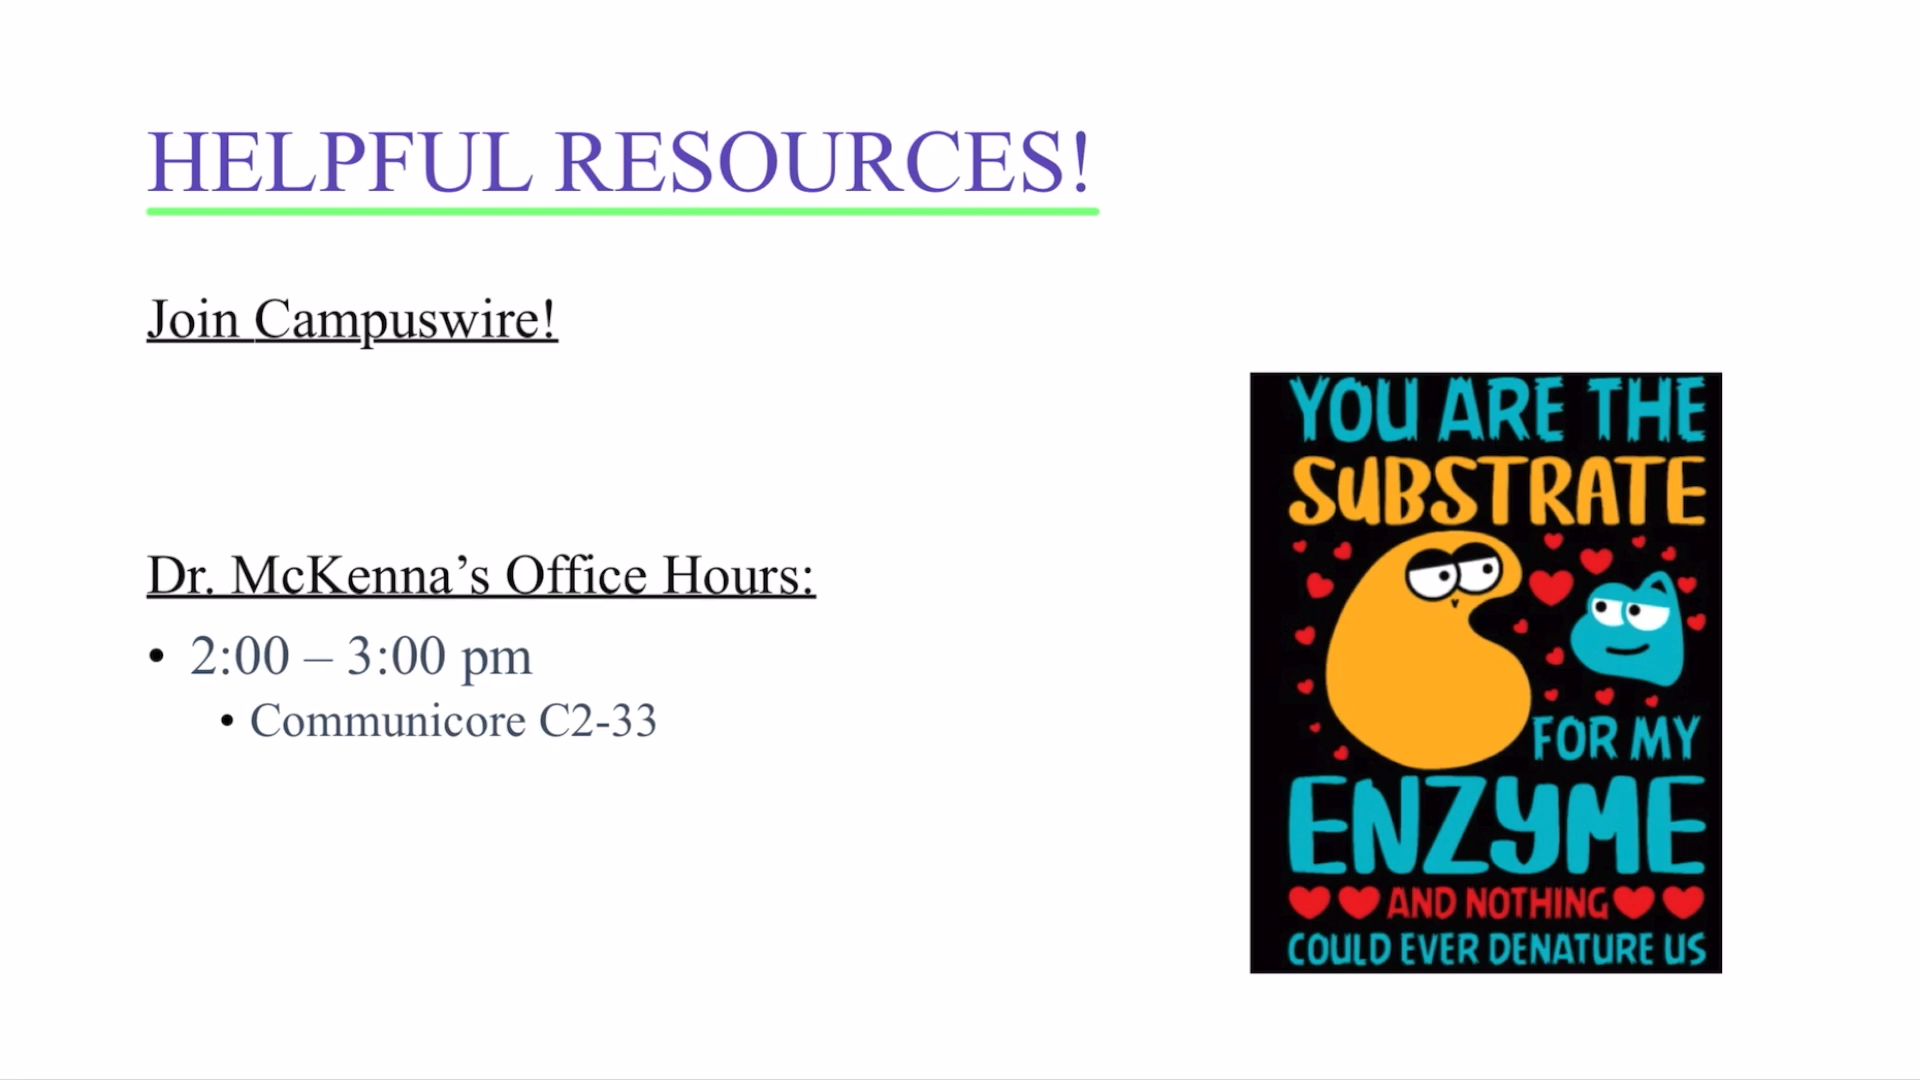 HELPFUL RESOURCES!
Join Campuswire!
Dr. McKenna’s Office Hours:
• 2:00 – 3:00 pm
• Communicore C2-33
YOU ARE THE
SUBSTRATE
FOR MY
ENZYME
AND NOTHING
COULD EVER DENATURE US